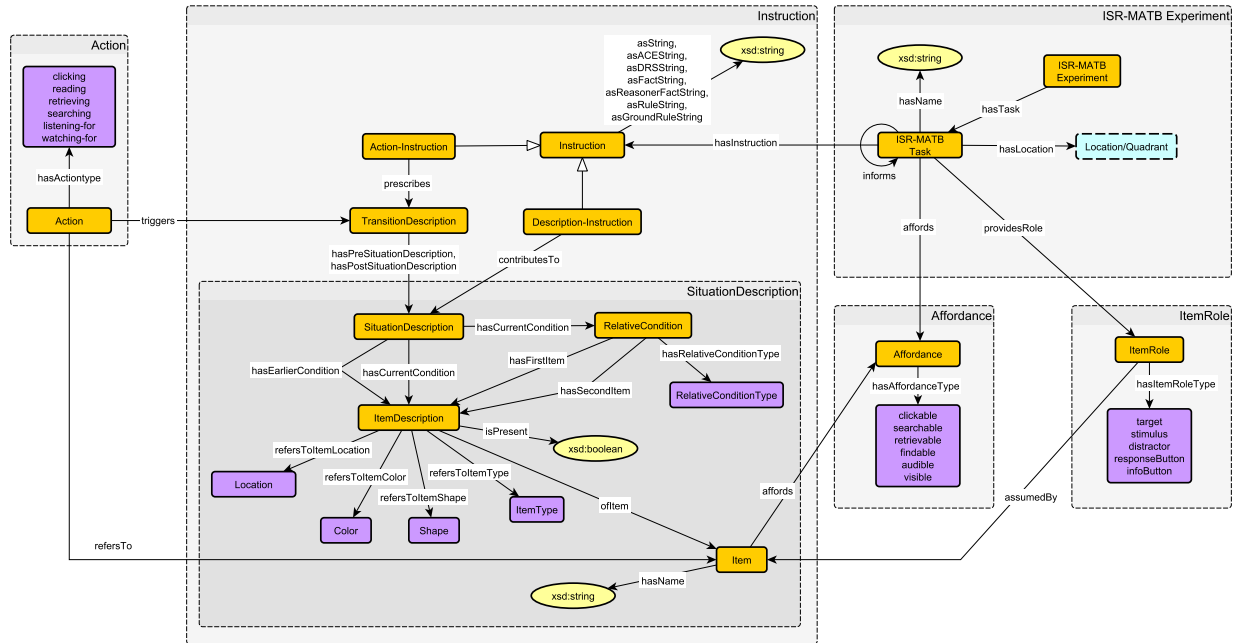 Action
clicking
reading
retrieving
searching
listening-for
watching-for
hasActiontype
Action
triggers
refersTo
Instruction
asString,
asACEString,
asDRSString,
asFactString,
asReasonerFactString,
asRuleString,
asGroundRuleString
xsd:string
Action-Instruction
Instruction
hasInstruction
prescribes
TransitionDescription
Description-Instruction
hasPreSituationDescription,
hasPostSituationDescription
contributesTo
SituationDescription
SituationDescription
hasCurrentCondition
RelativeCondition
hasEarlierCondition
hasCurrentCondition
hasFirstItem
hasSecondItem
hasRelativeConditionType
RelativeConditionType
ItemDescription
isPresent
xsd:boolean
refersToItemLocation
refersToItemColor
refersToItemShape
refersToItemType
ofItem
Location
Color
Shape
ItemType
Item
hasName
xsd:string
affords
ISR-MATB Experiment
xsd:string
ISR-MATB
Experiment
hasName
hasTask
ISR-MATB
Task
hasLocation
Location/Quadrant
informs
affords
providesRole
Affordance
Affordance
hasAffordanceType
clickable
searchable
retrievable
findable
audible
visible
ItemRole
ItemRole
hasItemRoleType
target
stimulus
distractor
responseButton
infoButton
assumedBy